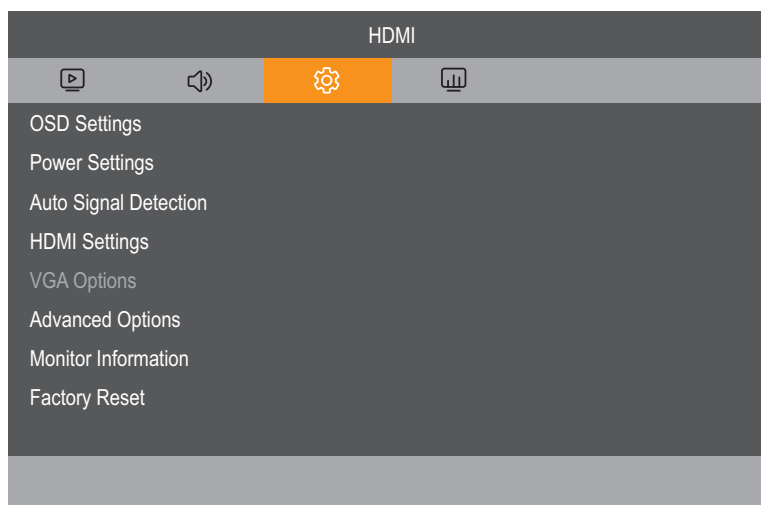 HDMI
OSD Settings
Power Settings
Auto Signal Detection
HDMI Settings
VGA Options
Advanced Options
Monitor Information
Factory Reset